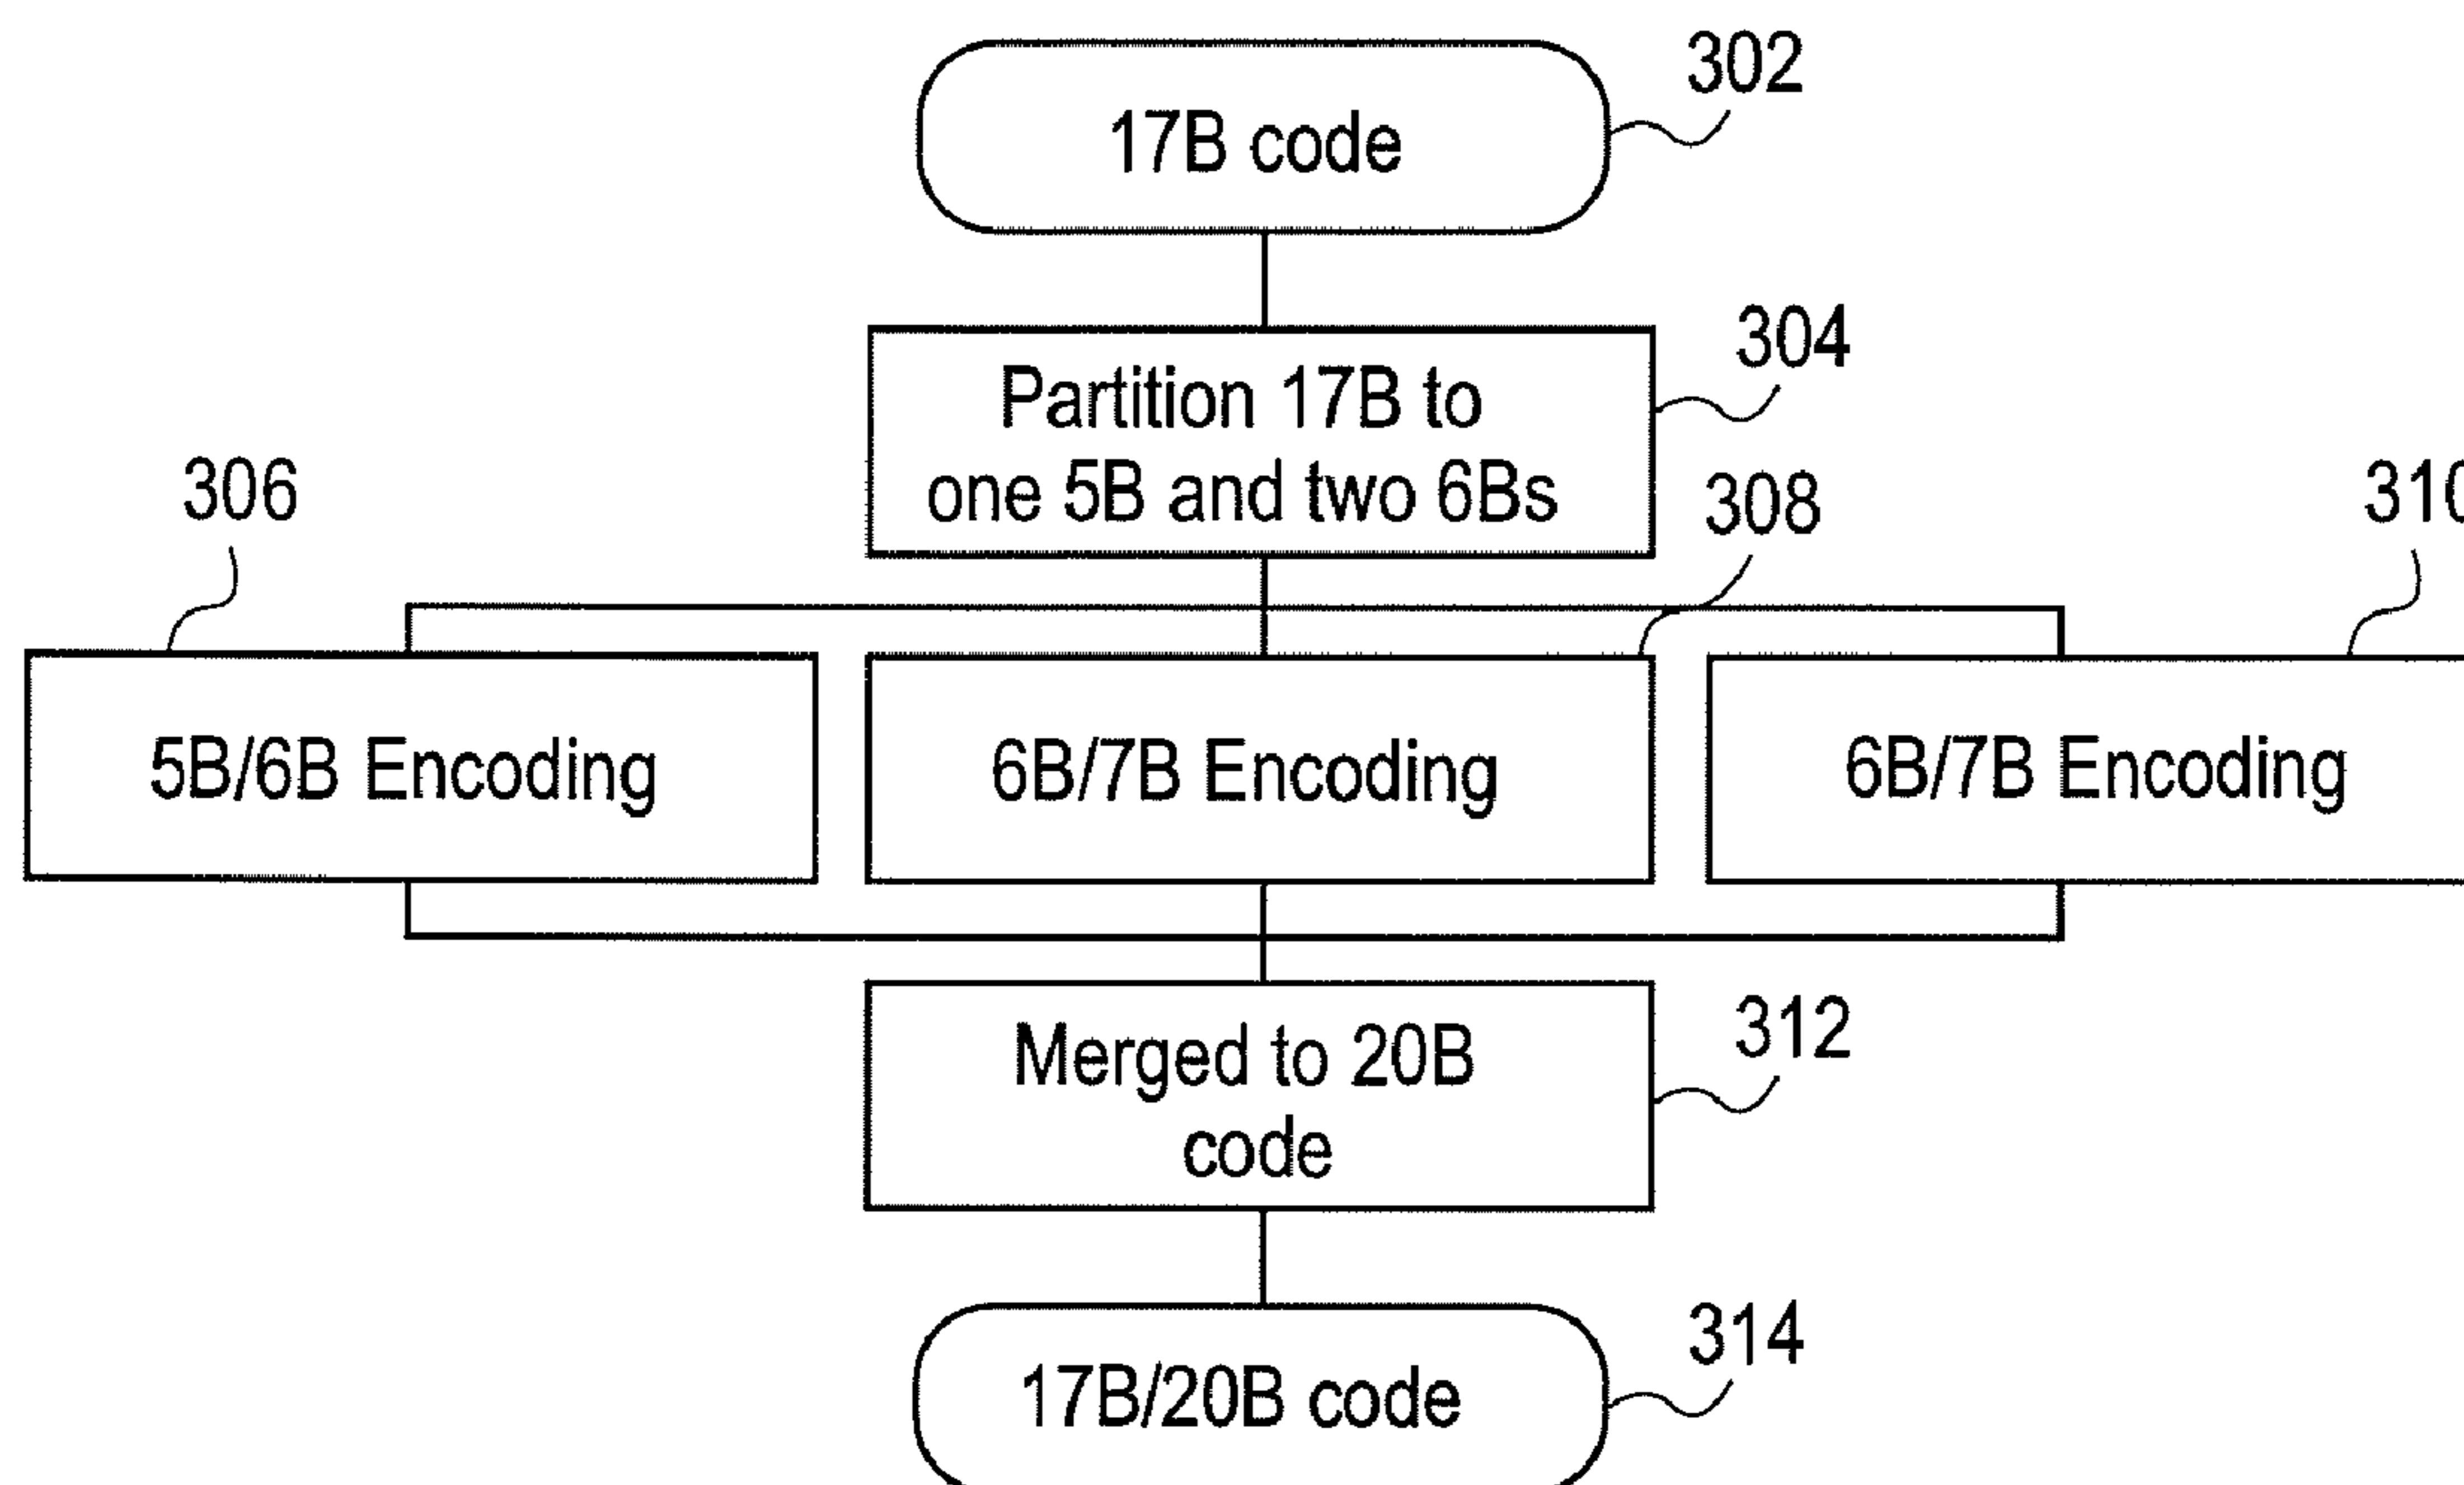 302
17B code
304
Partition 17B to
one 5B and two 6Bs
306
308
310
5B/6B Encoding
6B/7B Encoding
6B/7B Encoding
312
Merged to 20B
code
314
17B/20B code